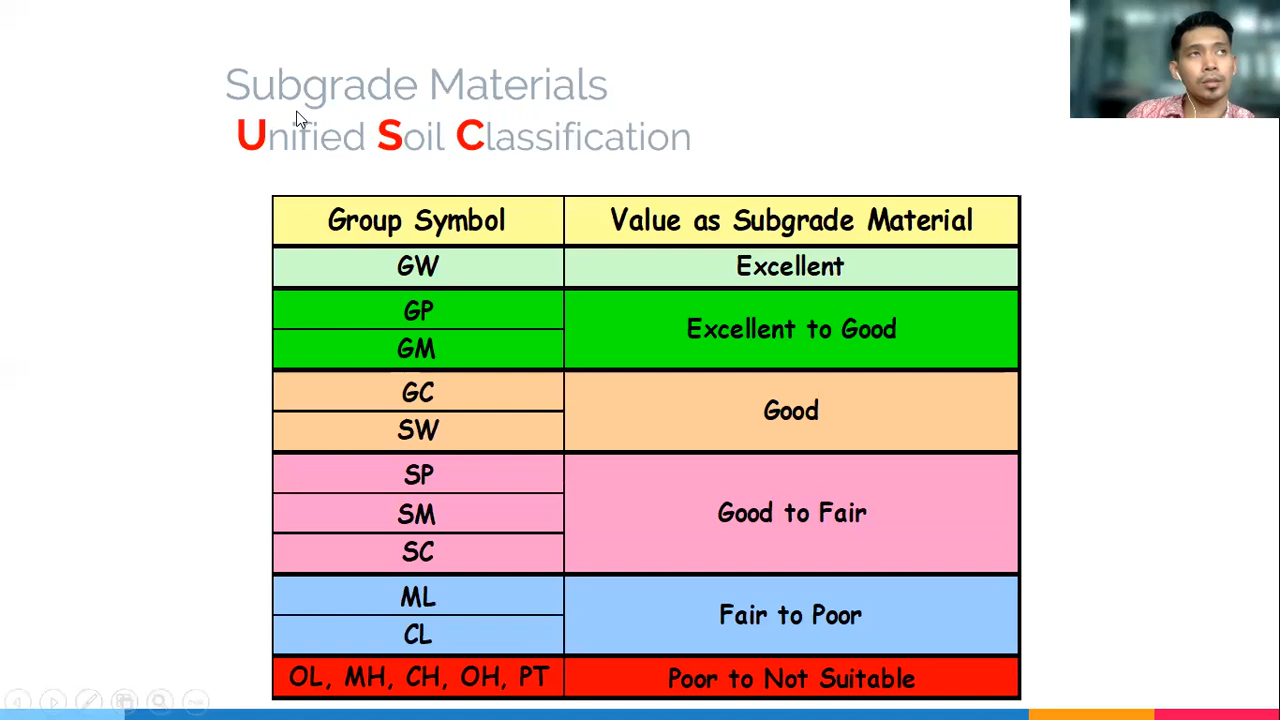 Subgrade Materials
Unified Soil Classification
Group Symbol Value as Subgrade Material
GW Excellent
GP
Excellent to Good
GM
GC
Good
SW
SP
SM Good to Fair
SC
ML
Fair to Poor
CL
OL, MH, CH, OH, PT Poor to Not Suitable